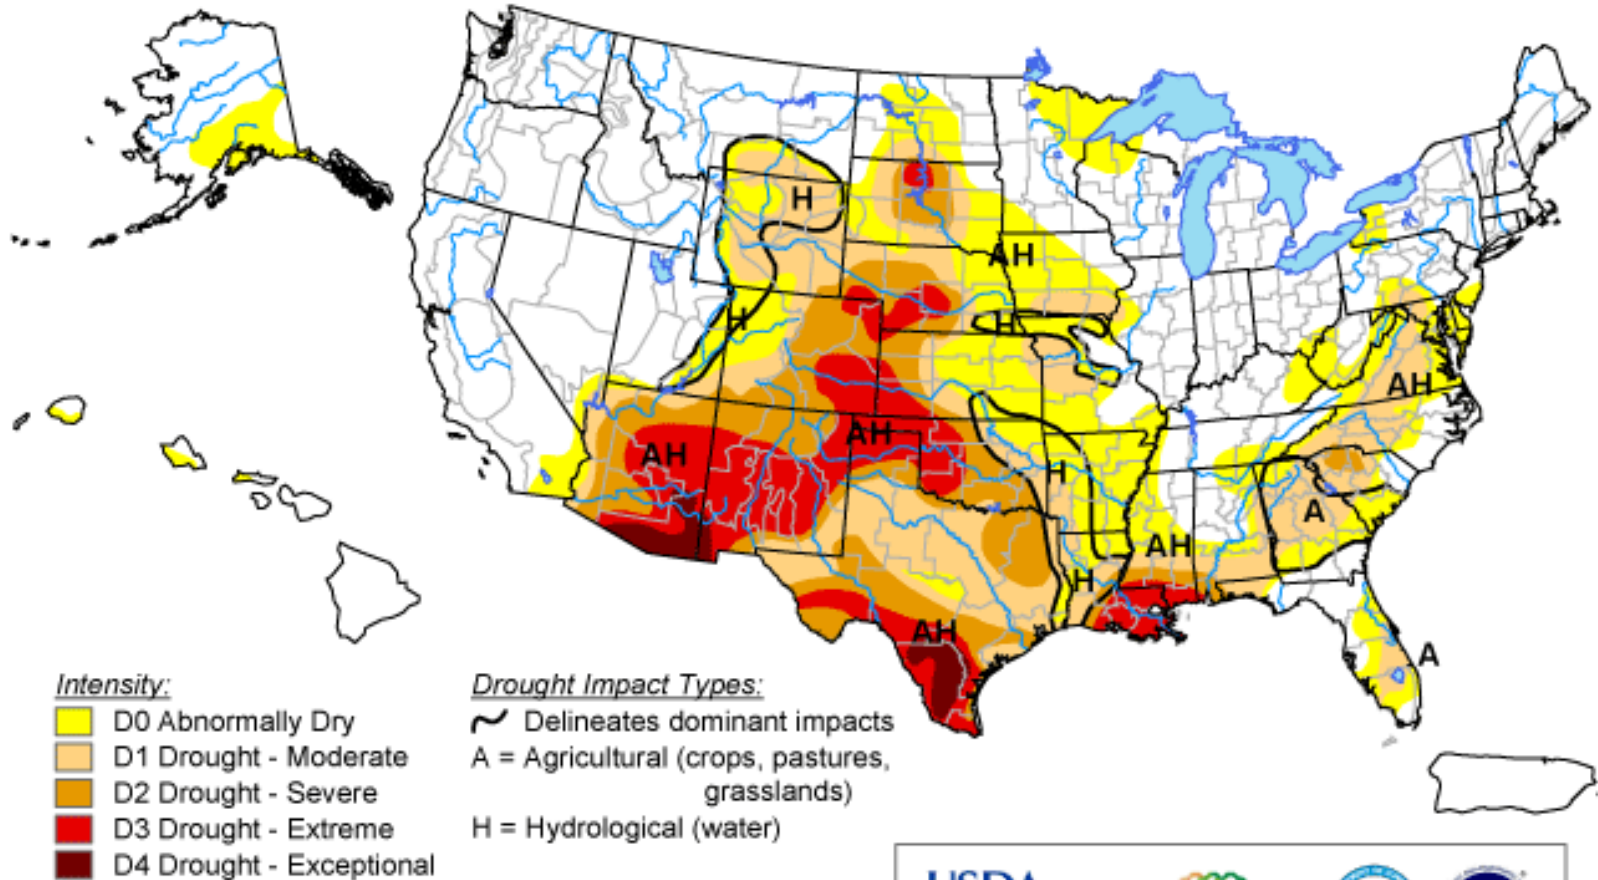 H
AH
H
H
AH
AH
AH
H
A
AH
H
AH
A
Intensity:
D0 Abnormally Dry
D1 Drought - Moderate
D2 Drought - Severe
D3 Drought - Extreme
D4 Drought - Exceptional
Drought Impact Types:
Delineates dominant impacts
A = Agricultural (crops, pastures,
grasslands)
H = Hydrological (water)
USDA